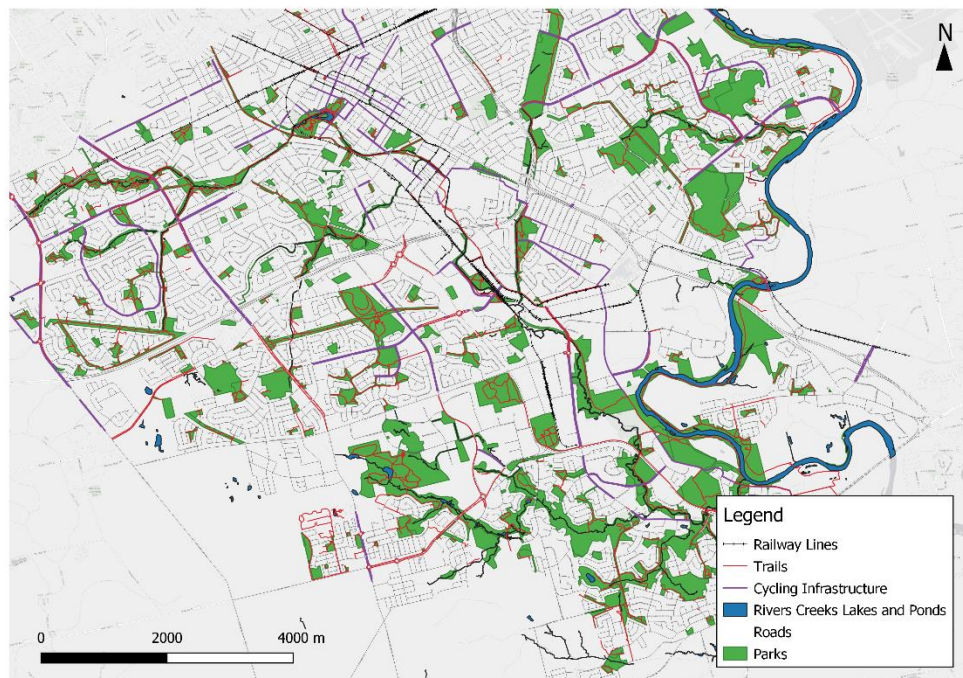 N
Legend
Railway Lines
Trails
Cycling Infrastructure
Rivers Creeks Lakes and Ponds
Roads
Parks
0 2000 4000 m